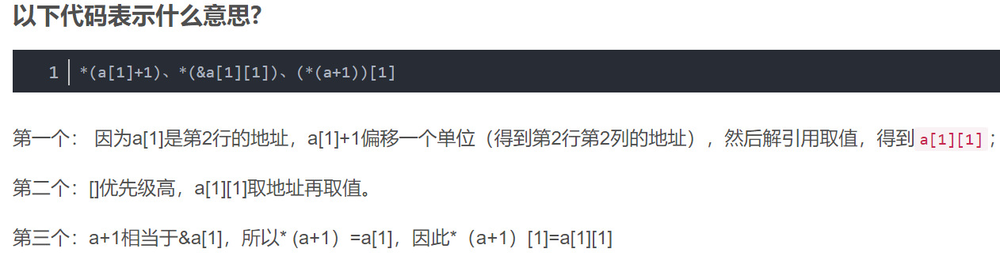 以下代码表示什么意思?
1 *(a[1]+1)、*(&a[1][1])、(*(a+1))[1]
第一个： 因为a[1]是第2行的地址，a[1]+1偏移一个单位（得到第2行第2列的地址），然后解引用取值，得到a[1][1]；
第二个：[]优先级高，a[1][1]取地址再取值。
第三个：a+1相当于&a[1]，所以* (a+1）=a[1]，因此*（a+1）[1]=a[1][1]